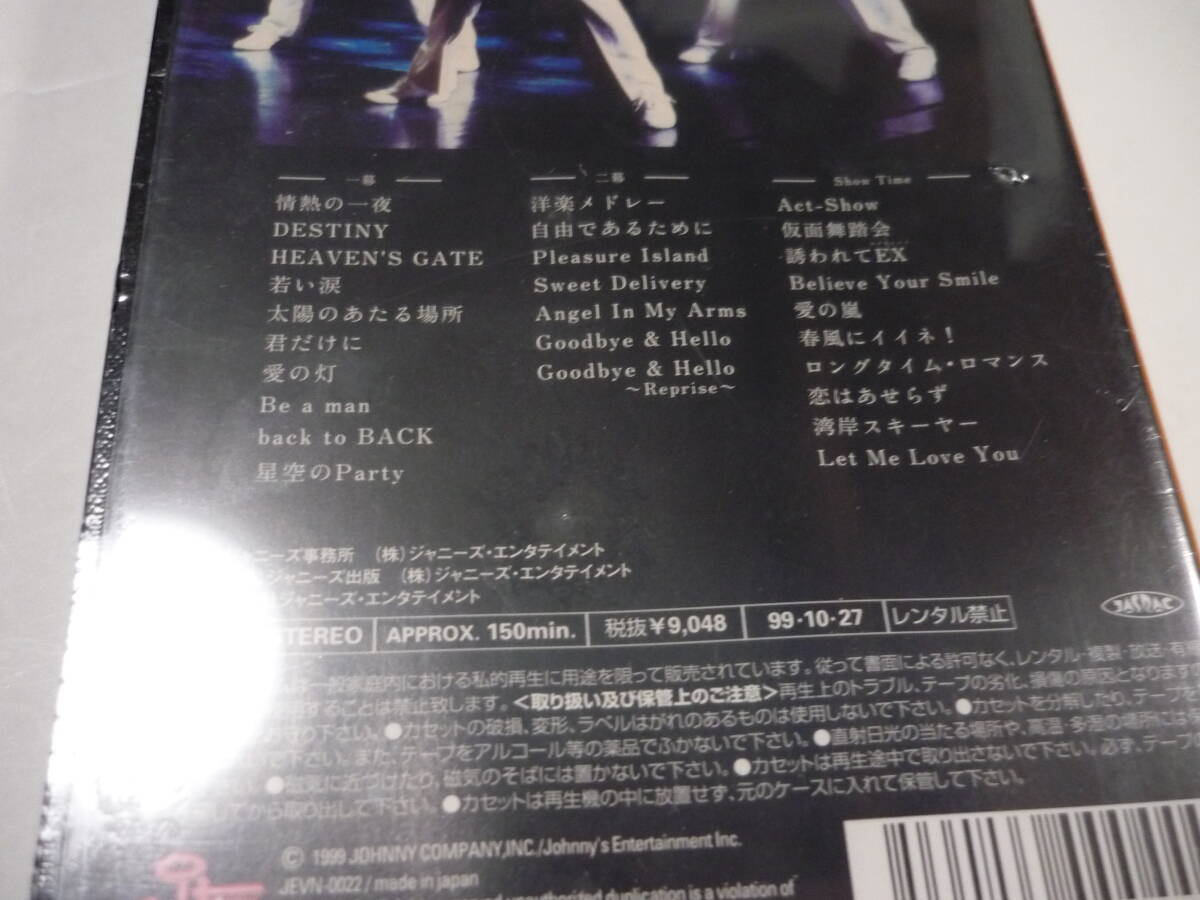 一幕
情熱の一夜
DESTINY
HEAVEN'S GATE
若い涙
太陽のあたる場所
君だけに
愛の灯
Be a man
back to BACK
星空のParty
二幕
洋楽メドレー
自由であるために
Pleasure Island
Sweet Delivery
Angel In My Arms
Goodbye & Hello
Goodbye & Hello
～Reprise～
Show Time
Act-Show
仮面舞踏会
誘われてEX
Believe Your Smile
愛の嵐
春風にイイネ!
ロングタイム・ロマンス
恋はあせらず
湾岸スキーヤー
Let Me Love You
ニーズ事務所 (株)ジャニーズ・エンタテイメント
ジャニーズ出版 (株)ジャニーズ・エンタテイメント
ジャニーズ・エンタテイメント
STEREO APPROX. 150min. 税抜¥9,048 99・10・27 レンタル禁止
JASRAC
は一般家庭内における私的再生に用途を限って販売されています。従って書面による許可なく、レンタル・複製・放送・有
することは禁止致します。<取り扱い及び保管上のご注意>再生上のトラブル、テープの劣化、損傷の原因となります
り下さい。●カセットの破損、変形、ラベルはがれのあるものは使用しないで下さい。●カセットを分解したり、テープを
で下さい。また、テープをアルコール等の薬品でふかないで下さい。●直射日光の当たる場所や、高温・多湿の場所には
●磁気に近づけたり、磁気のそばには置かないで下さい。●カセットは再生途中で取り出さないで下さい。必ず、テープ
してから取り出して下さい。●カセットは再生機の中に放置せず、元のケースに入れて保管して下さい。
Ⓒ 1999 JOHNNY COMPANY,INC./Johnny's Entertainment Inc.
JEVN-0022 / made in japan
and unauthorized duplication is a violation of